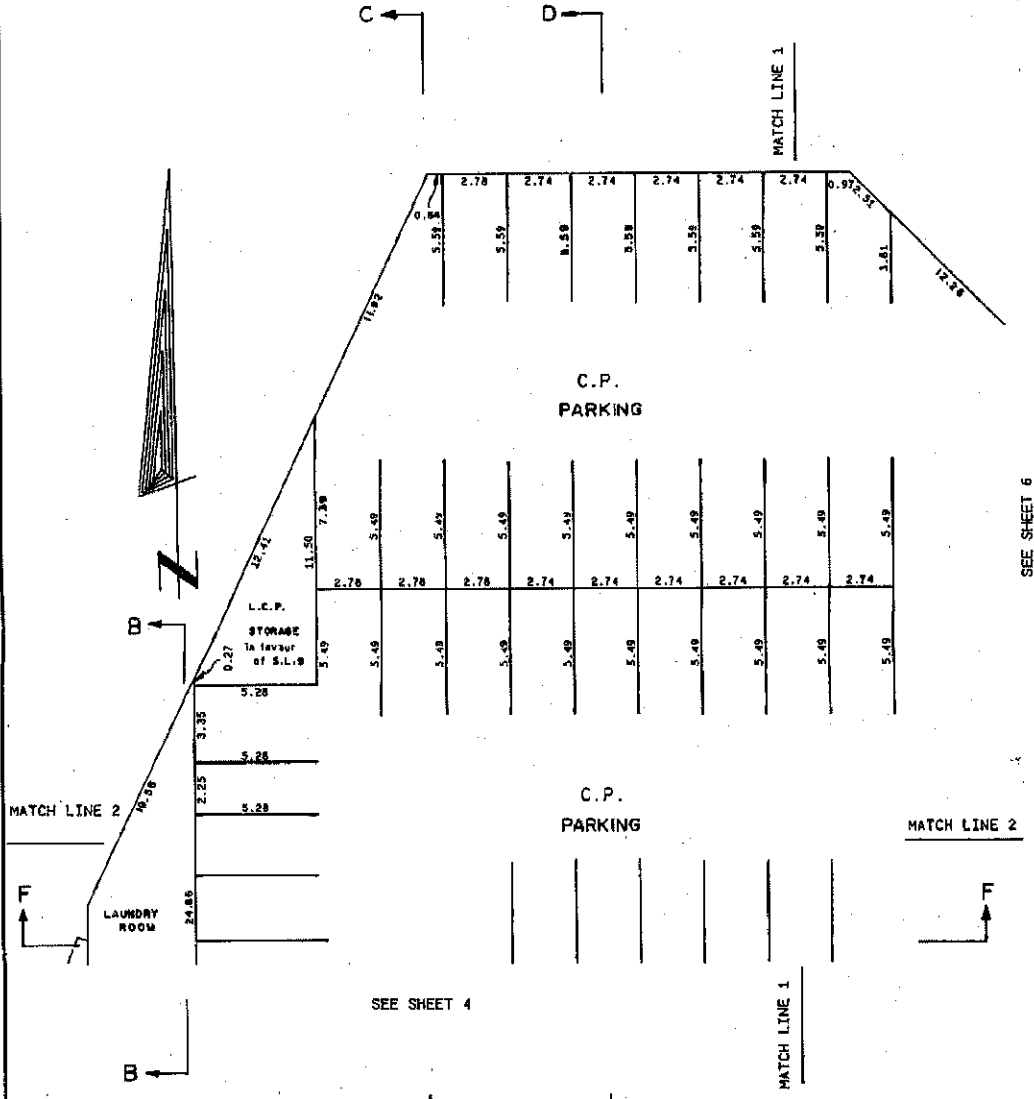 C
D
MATCH LINE 1
2.78 2.74 2.74 2.74 2.74 2.74 0.97 2.51
5.59 5.59 5.59 5.59 5.59 5.59 5.59 3.81
12.26
11.92
C.P.
PARKING
SEE SHEET 6
7.39
5.49 5.49 5.49 5.49 5.49 5.49 5.49 5.49 5.49
12.41
11.50
2.78 2.78 2.78 2.74 2.74 2.74 2.74 2.74 2.74
L.C.P.
STORAGE
in favour
of S.L.9
B
0.27
5.49 5.49 5.49 5.49 5.49 5.49 5.49 5.49 5.49 5.49
5.28
3.35
5.28
2.25
5.28
C.P.
PARKING
MATCH LINE 2
MATCH LINE 2
F
F
LAUNDRY
ROOM
24.86
SEE SHEET 4
MATCH LINE 1
B